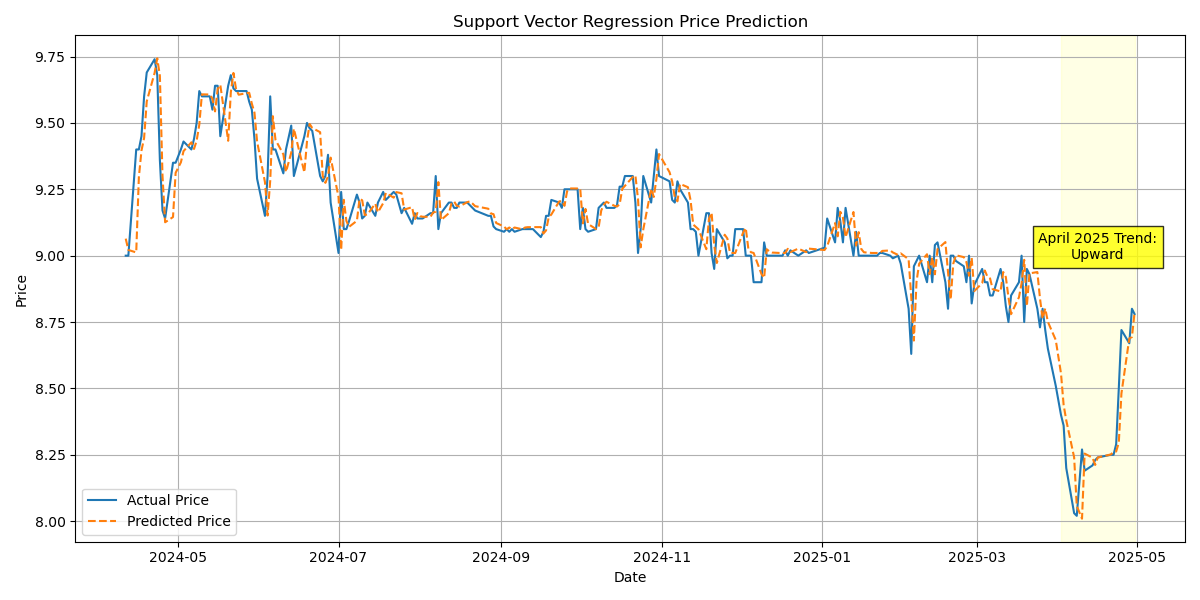 Support Vector Regression Price Prediction
9.75
9.50
9.25
9.00
8.75
8.50
8.25
8.00
Price
April 2025 Trend:
Upward
Actual Price
Predicted Price
2024-05
2024-07
2024-09
2024-11
2025-01
2025-03
2025-05
Date